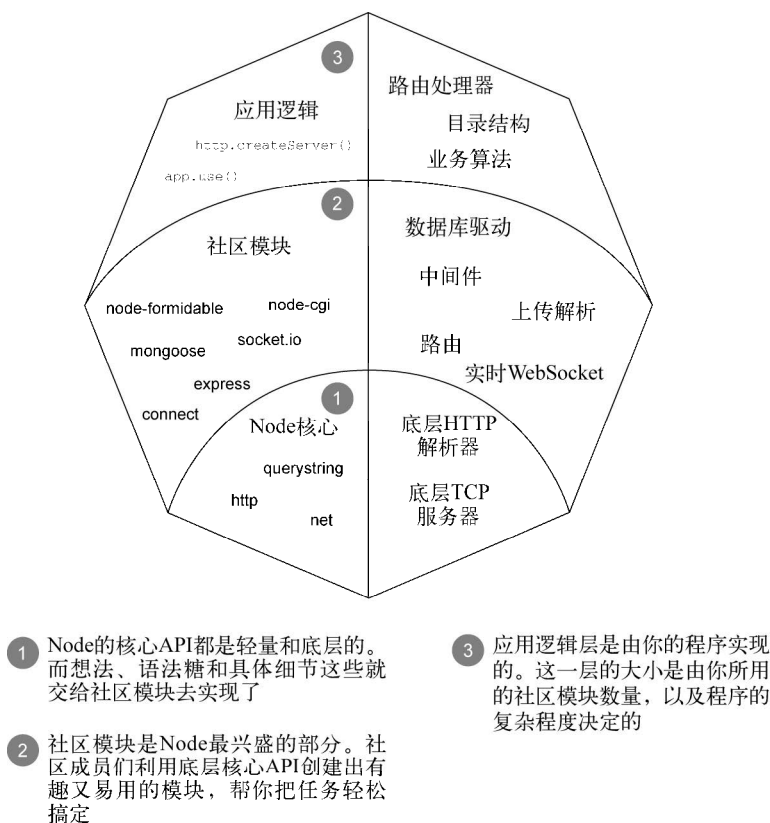 3
应用逻辑
http.createServer()
app.use()
路由处理器
目录结构
业务算法
2
社区模块
node-formidable
node-cgi
mongoose
socket.io
express
connect
数据库驱动
中间件
上传解析
路由
实时WebSocket
1
Node核心
querystring
http
net
底层HTTP
解析器
底层TCP
服务器
1 Node的核心API都是轻量和底层的。
而想法、语法糖和具体细节这些就
交给社区模块去实现了
2 社区模块是Node最兴盛的部分。社
区成员们利用底层核心API创建出有
趣又易用的模块，帮你把任务轻松
搞定
3 应用逻辑层是由你的程序实现
的。这一层的大小是由你所用
的社区模块数量，以及程序的
复杂程度决定的